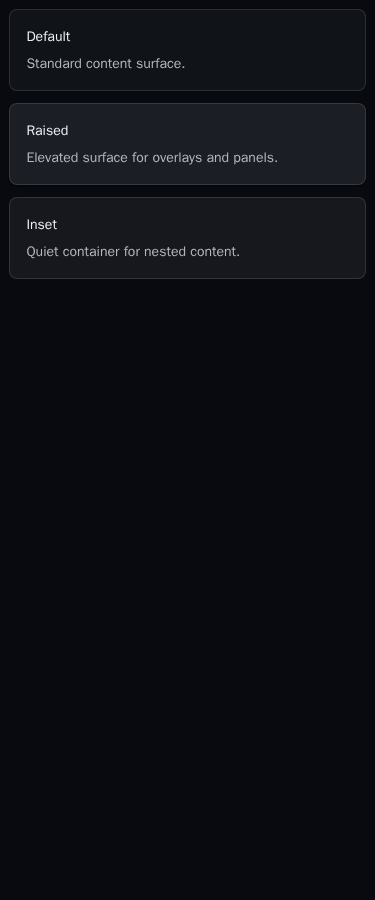 Default
Standard content surface.
Raised
Elevated surface for overlays and panels.
Inset
Quiet container for nested content.